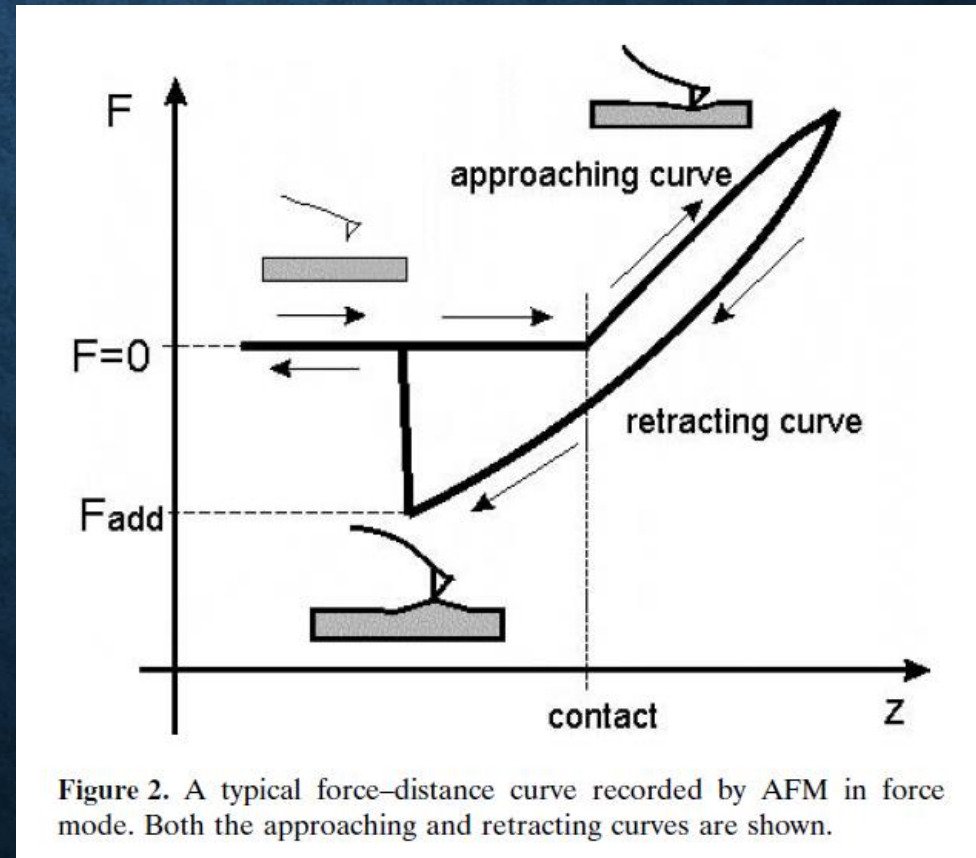 F
approaching curve
F=0
retracting curve
Fadd
contact
z
Figure 2. A typical force–distance curve recorded by AFM in force
mode. Both the approaching and retracting curves are shown.